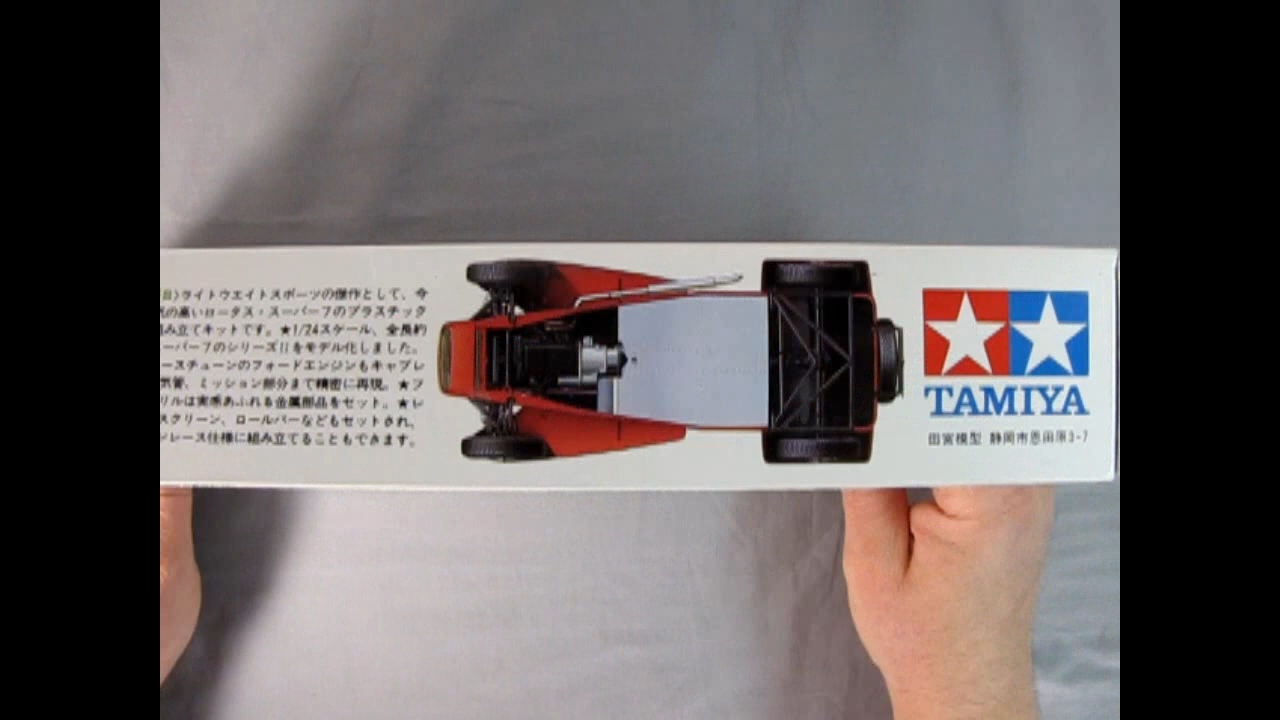 )ライトウエイトスポーツの傑作として、今
の高いロータス・スーパー7のプラスチック
み立てキットです。★1/24スケール、全長約
ーパー7のシリーズIIをモデル化しました。
ースチューンのフォードエンジンもキャブレ
気管、ミッション部分まで精密に再現。★フ
リルは実感あふれる金属部品をセット。★レ
スクリーン、ロールバーなどもセットされ、
レース仕様に組み立てることもできます。
TAMIYA
田宮模型 静岡市恩田原3-7